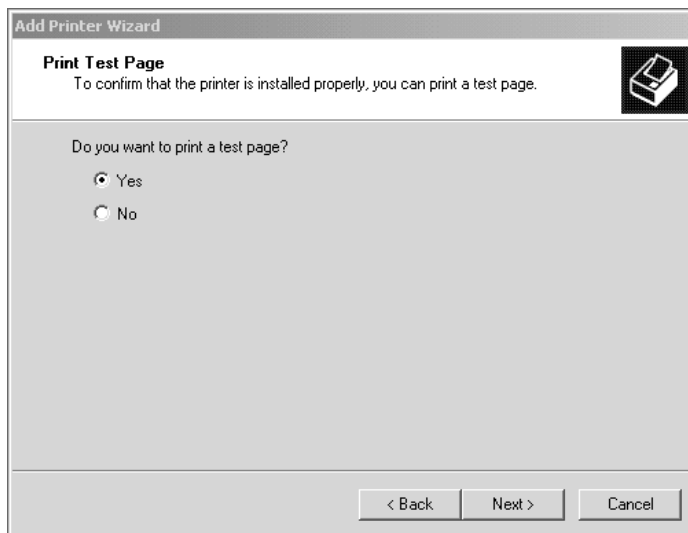 Add Printer Wizard
Print Test Page
To confirm that the printer is installed properly, you can print a test page.
Do you want to print a test page?
Yes
No
< Back
Next >
Cancel